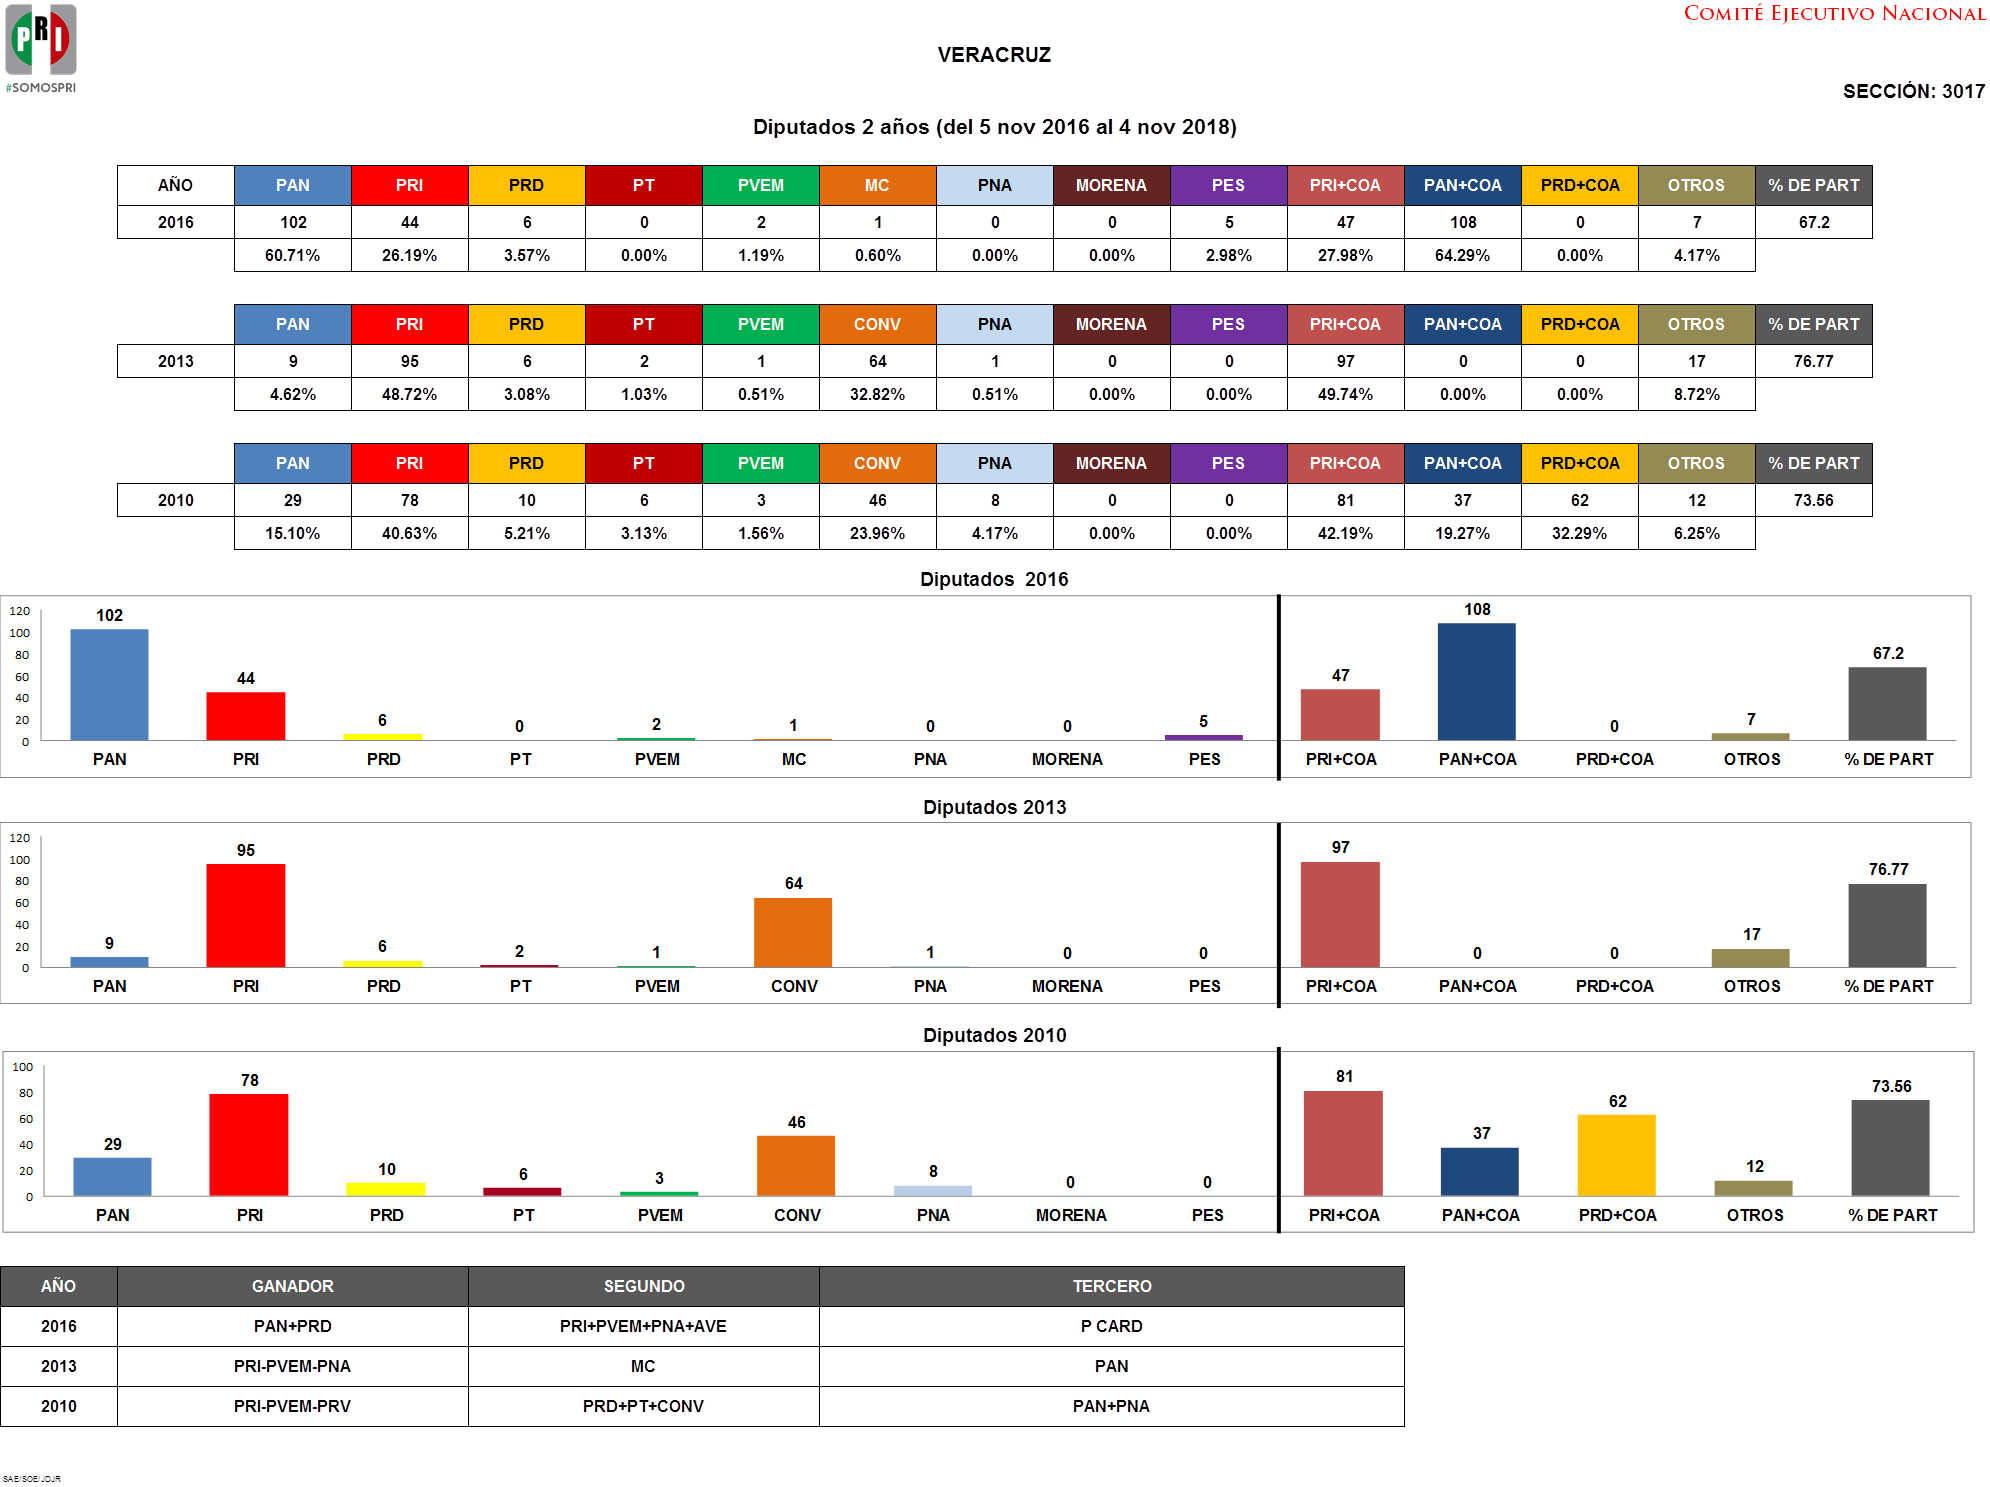 COMITÉ EJECUTIVO NACIONAL
PRI
#SOMOSPRI
VERACRUZ
SECCIÓN: 3017
Diputados 2 años (del 5 nov 2016 al 4 nov 2018)
AÑO PAN PRI PRD PT PVEM MC PNA MORENA PES PRI+COA PAN+COA PRD+COA OTROS % DE PART
2016 102 44 6 0 2 1 0 0 5 47 108 0 7 67.2
60.71% 26.19% 3.57% 0.00% 1.19% 0.60% 0.00% 0.00% 2.98% 27.98% 64.29% 0.00% 4.17%
PAN PRI PRD PT PVEM CONV PNA MORENA PES PRI+COA PAN+COA PRD+COA OTROS % DE PART
2013 9 95 6 2 1 64 1 0 0 97 0 0 17 76.77
4.62% 48.72% 3.08% 1.03% 0.51% 32.82% 0.51% 0.00% 0.00% 49.74% 0.00% 0.00% 8.72%
PAN PRI PRD PT PVEM CONV PNA MORENA PES PRI+COA PAN+COA PRD+COA OTROS % DE PART
2010 29 78 10 6 3 46 8 0 0 81 37 62 12 73.56
15.10% 40.63% 5.21% 3.13% 1.56% 23.96% 4.17% 0.00% 0.00% 42.19% 19.27% 32.29% 6.25%
Diputados  2016
120
100
80
60
40
20
0
102 44 6 0 2 1 0 0 5 47 108 0 7 67.2
PAN PRI PRD PT PVEM MC PNA MORENA PES PRI+COA PAN+COA PRD+COA OTROS % DE PART
Diputados 2013
120
100
80
60
40
20
0
9 95 6 2 1 64 1 0 0 97 0 0 17 76.77
PAN PRI PRD PT PVEM CONV PNA MORENA PES PRI+COA PAN+COA PRD+COA OTROS % DE PART
Diputados 2010
100
80
60
40
20
0
29 78 10 6 3 46 8 0 0 81 37 62 12 73.56
PAN PRI PRD PT PVEM CONV PNA MORENA PES PRI+COA PAN+COA PRD+COA OTROS % DE PART
AÑO GANADOR SEGUNDO TERCERO
2016 PAN+PRD PRI+PVEM+PNA+AVE P CARD
2013 PRI-PVEM-PNA MC PAN
2010 PRI-PVEM-PRV PRD+PT+CONV PAN+PNA
SAE/SOE/JDJR